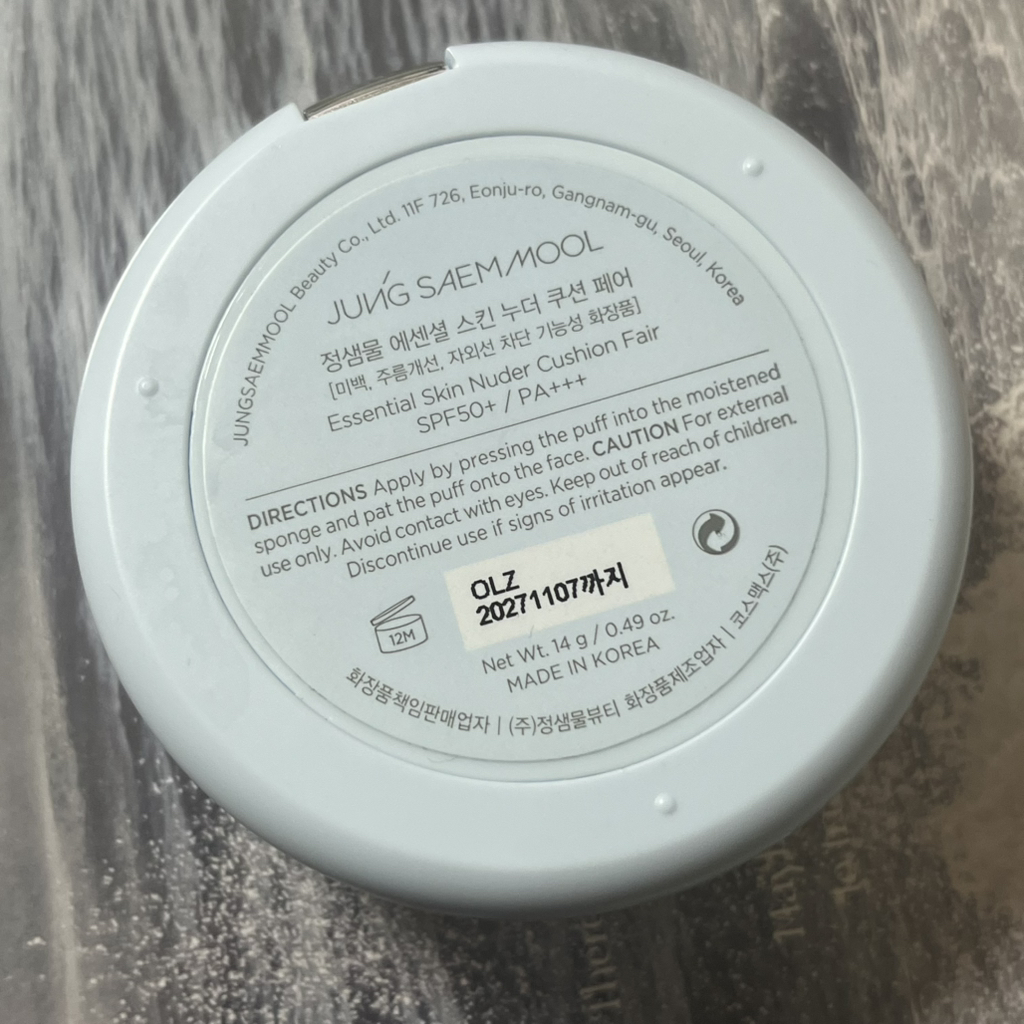 JUNGSAEMMOOL Beauty Co., Ltd. 11F 726, Eonju-ro, Gangnam-gu, Seoul, Korea
JUNG SAEM MOOL
정샘물 에센셜 스킨 누더 쿠션 페어
[미백, 주름개선, 자외선 차단 기능성 화장품]
Essential Skin Nuder Cushion Fair
SPF50+ / PA+++
DIRECTIONS Apply by pressing the puff into the moistened
sponge and pat the puff onto the face. CAUTION For external
use only. Avoid contact with eyes. Keep out of reach of children.
Discontinue use if signs of irritation appear.
OLZ
20271107까지
12M
Net Wt. 14 g / 0.49 oz.
MADE IN KOREA
화장품책임판매업자 | (주)정샘물뷰티 화장품제조업자 | 코스맥스(주)